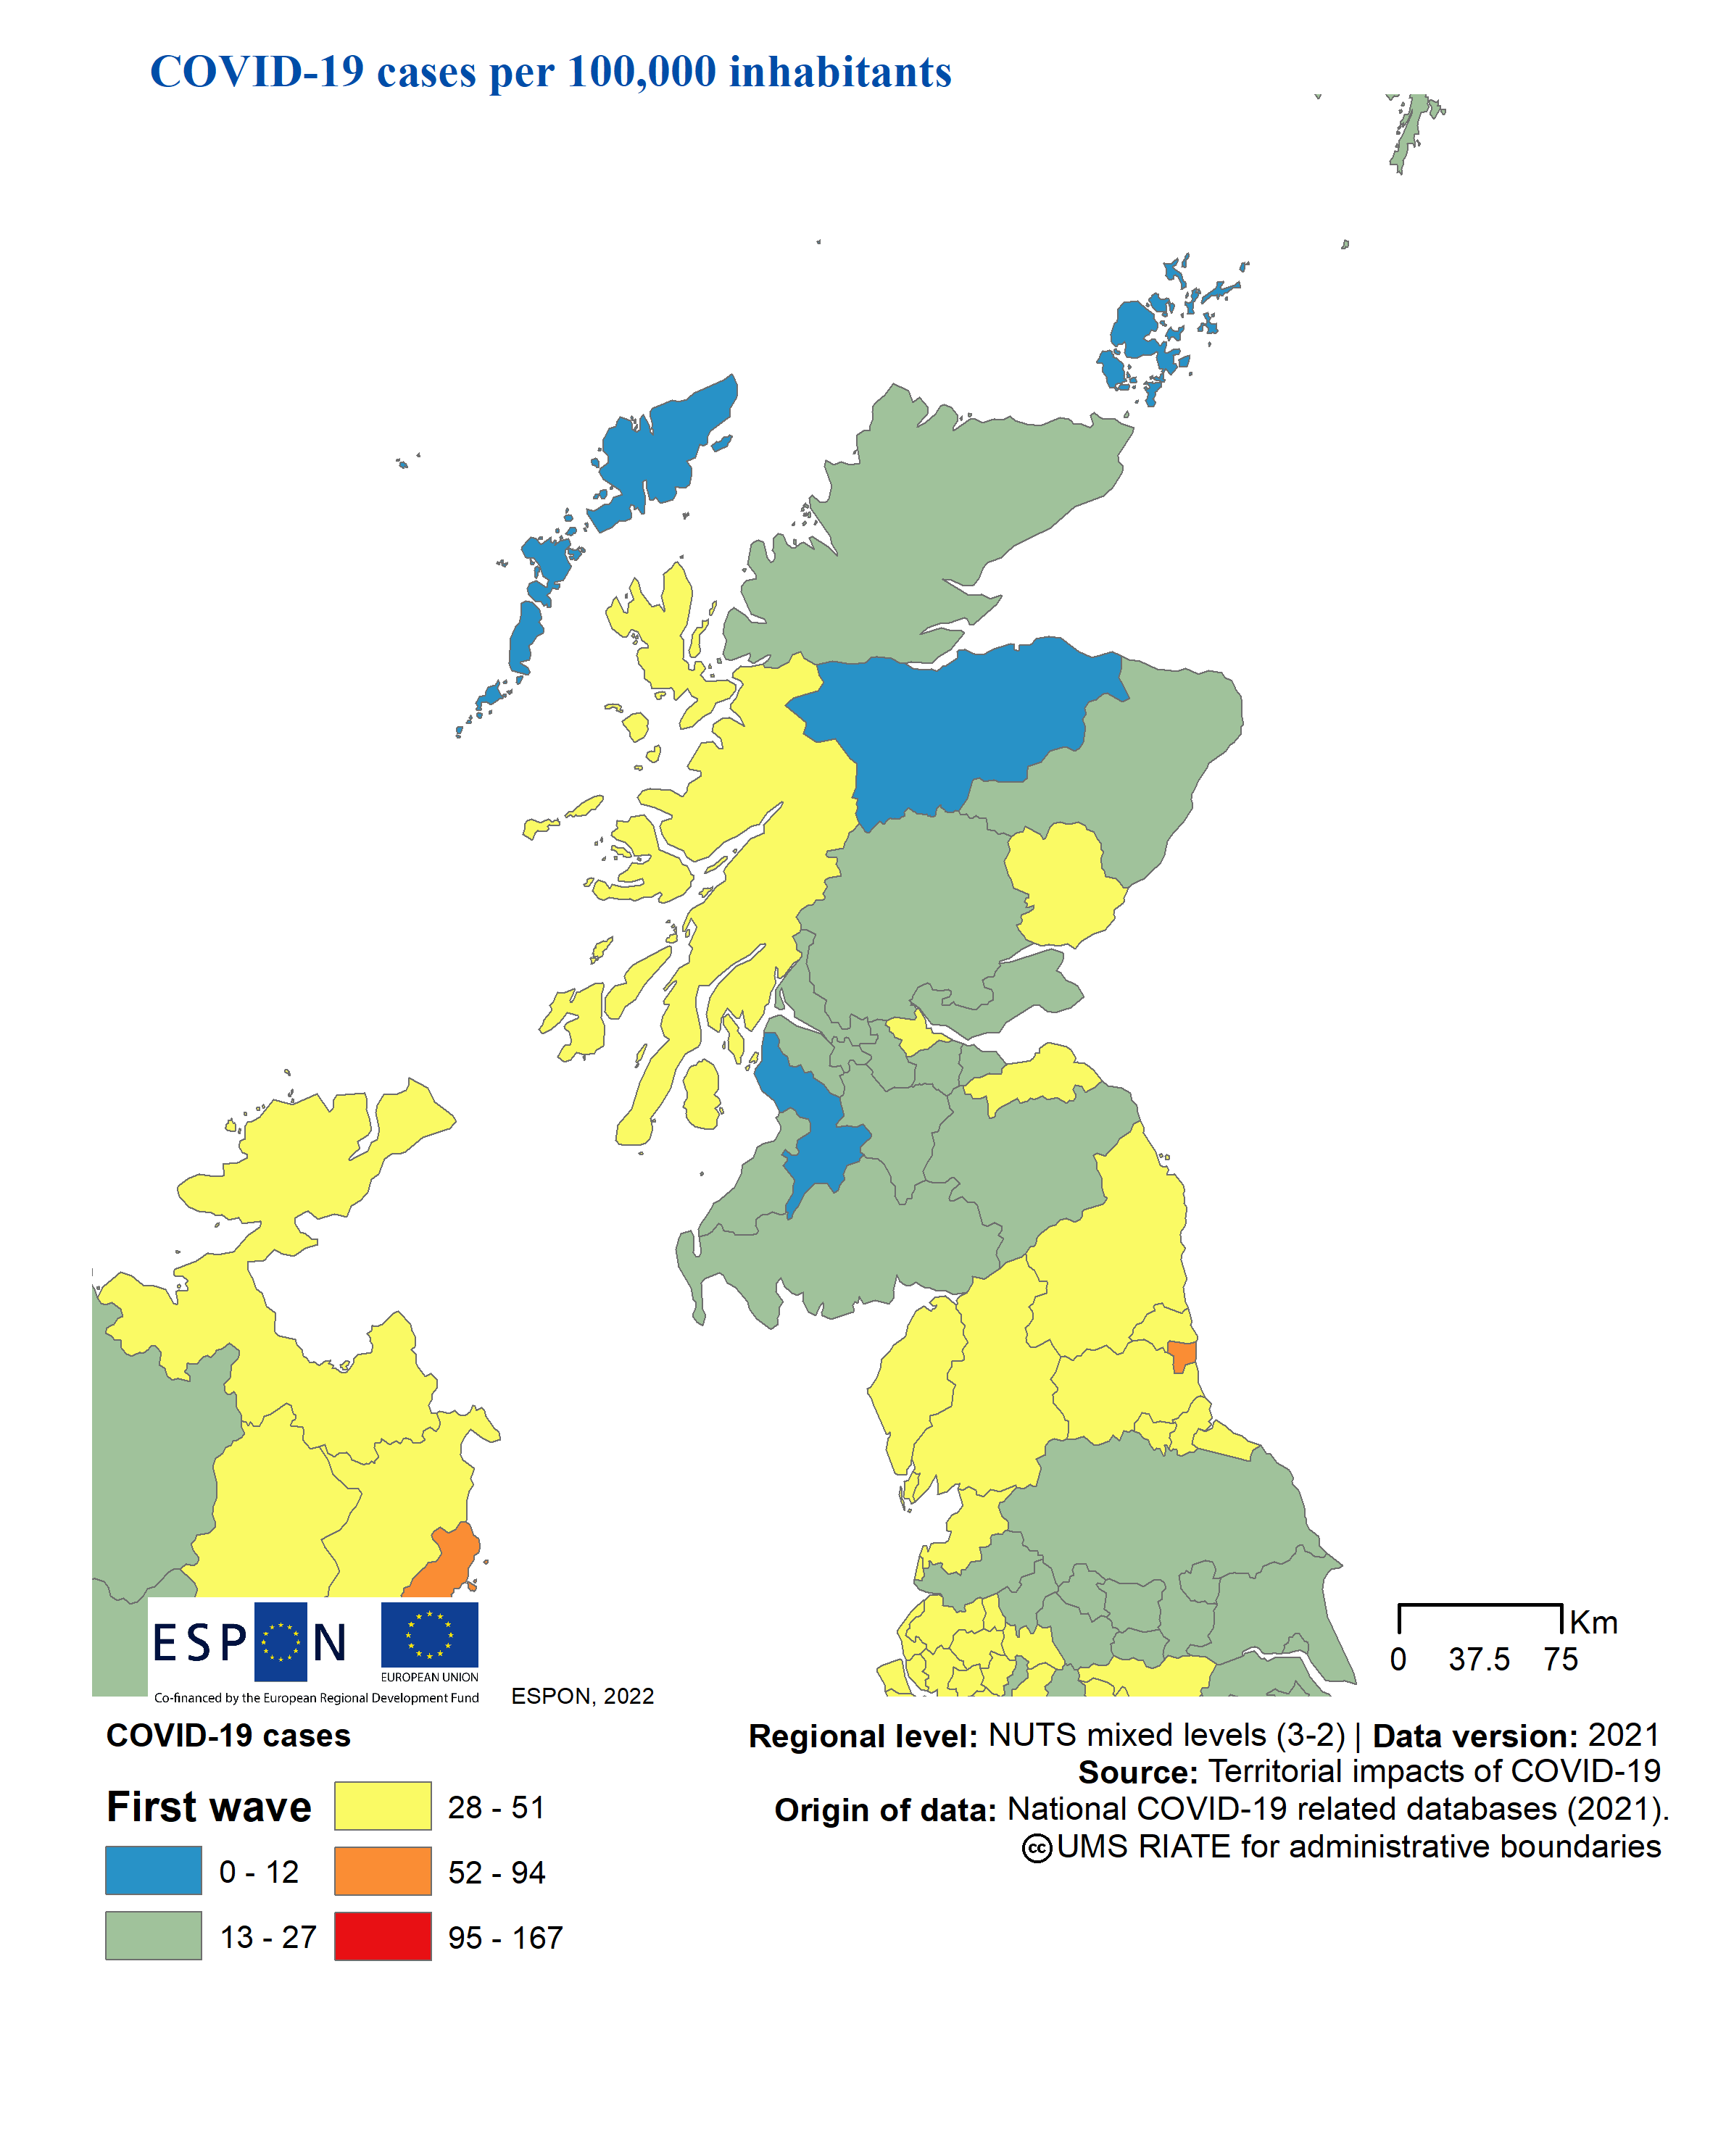 COVID-19 cases per 100,000 inhabitants
Km
0 37.5 75
ESPON
EUROPEAN UNION
Co-financed by the European Regional Development Fund
ESPON, 2022
COVID-19 cases
First wave
0 - 12
13 - 27
28 - 51
52 - 94
95 - 167
Regional level: NUTS mixed levels (3-2) | Data version: 2021
Source: Territorial impacts of COVID-19
Origin of data: National COVID-19 related databases (2021).
cc UMS RIATE for administrative boundaries